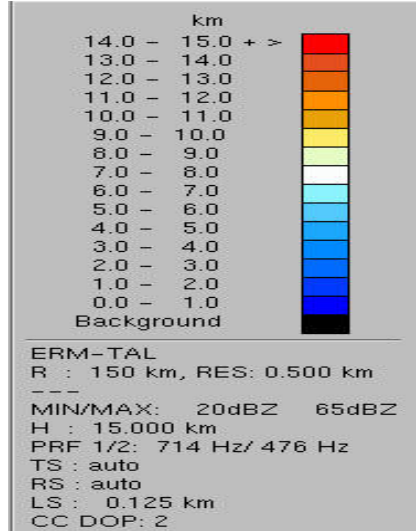 km
14.0 – 15.0 + >
13.0 – 14.0
12.0 – 13.0
11.0 – 12.0
10.0 – 11.0
9.0 – 10.0
8.0 – 9.0
7.0 – 8.0
6.0 – 7.0
5.0 – 6.0
4.0 – 5.0
3.0 – 4.0
2.0 – 3.0
1.0 – 2.0
0.0 – 1.0
Background
ERM–TAL
R : 150 km, RES: 0.500 km
---
MIN/MAX: 20dBZ 65dBZ
H : 15.000 km
PRF 1/2: 714 Hz/ 476 Hz
TS : auto
RS : auto
LS : 0.125 km
CC DOP: 2